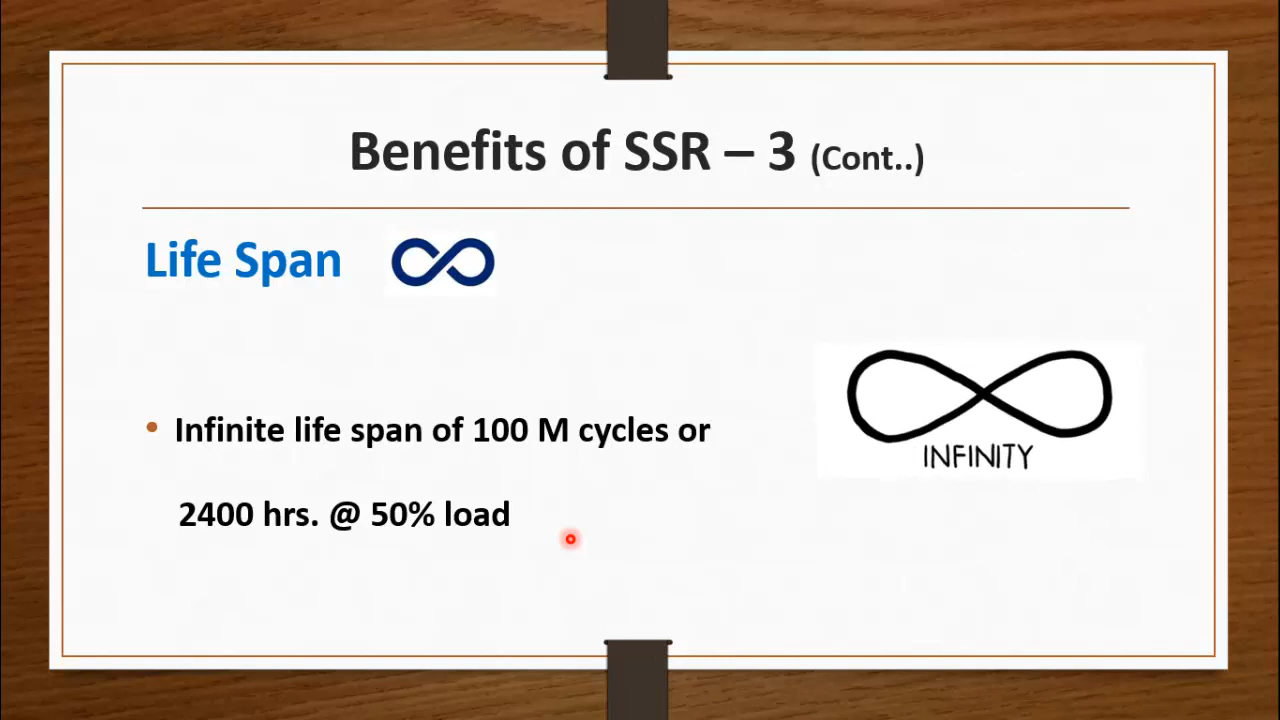 Benefits of SSR – 3 (Cont..)
Life Span
• Infinite life span of 100 M cycles or
2400 hrs. @ 50% load
INFINITY